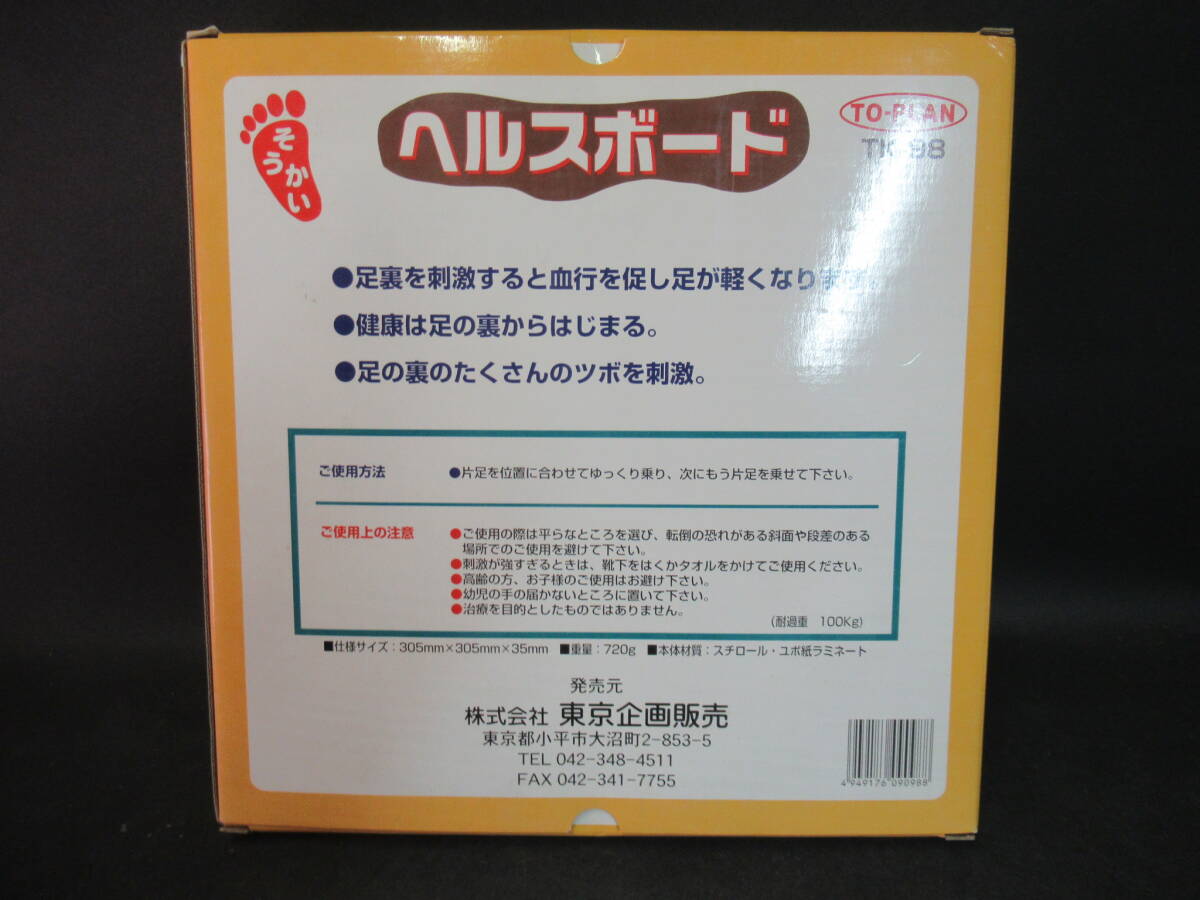 そうかい
ヘルスボード
TO-PLAN
TK-98
●足裏を刺激すると血行を促し足が軽くなります。
●健康は足の裏からはじまる。
●足の裏のたくさんのツボを刺激。
ご使用方法 ●片足を位置に合わせてゆっくり乗り、次にもう片足を乗せて下さい。
ご使用上の注意 ●ご使用の際は平らなところを選び、転倒の恐れがある斜面や段差のある
場所でのご使用を避けて下さい。
●刺激が強すぎるときは、靴下をはくかタオルをかけてご使用ください。
●高齢の方、お子様のご使用はお避け下さい。
●幼児の手の届かないところに置いて下さい。
●治療を目的としたものではありません。
(耐過重 100Kg)
■仕様サイズ:305mm×305mm×35mm ■重量:720g ■本体材質:スチロール・ユポ紙ラミネート
発売元
株式会社 東京企画販売
東京都小平市大沼町2-853-5
TEL 042-348-4511
FAX 042-341-7755
4 949176 090988